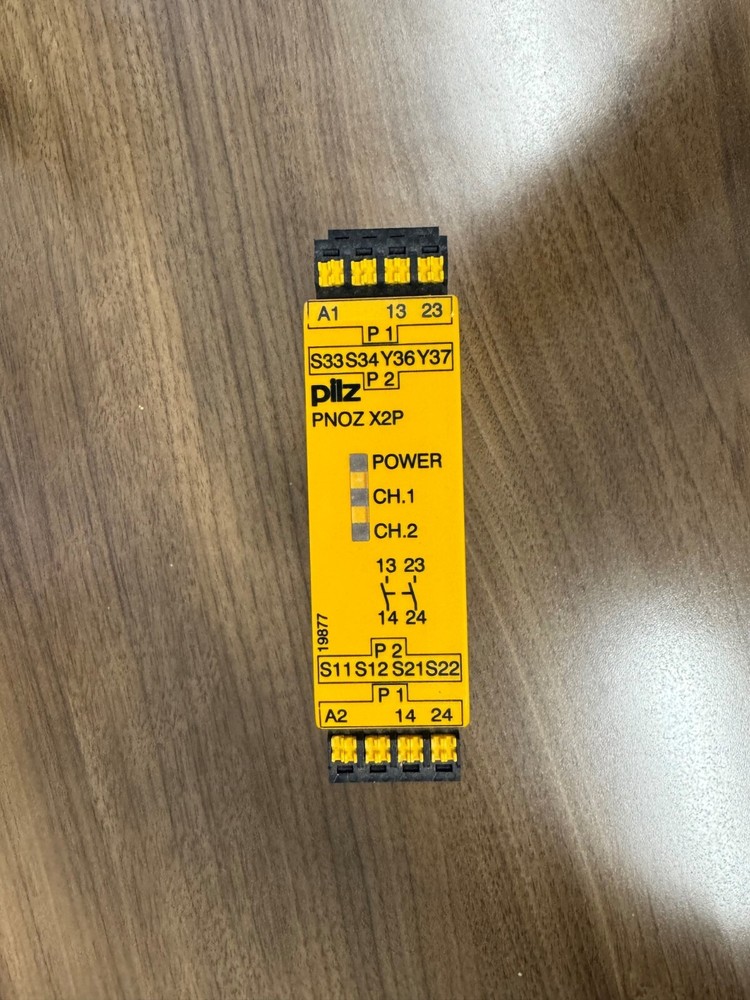 A1 13 23
P 1
S33 S34 Y36 Y37
P 2
pilz
PNOZ X2P
POWER
CH.1
CH.2
13 23
14 24
19877
P 2
S11 S12 S21 S22
P 1
A2 14 24